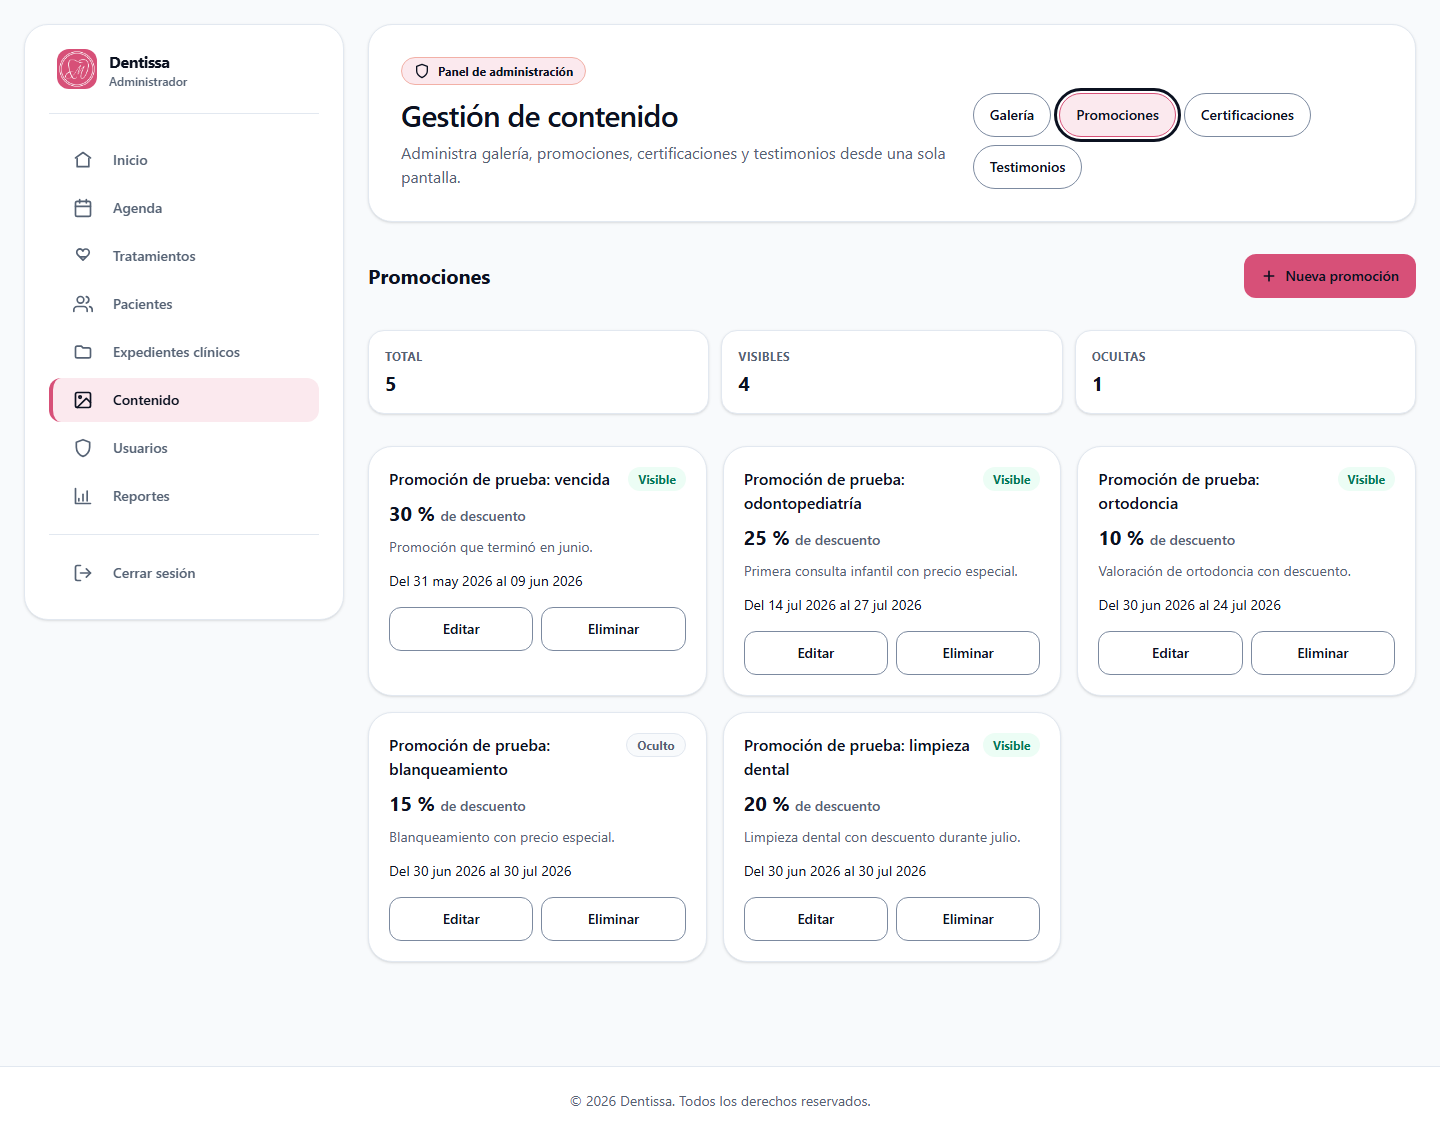 Dentissa
Administrador
Inicio
Agenda
Tratamientos
Pacientes
Expedientes clínicos
Contenido
Usuarios
Reportes
Cerrar sesión
Panel de administración
Gestión de contenido
Administra galería, promociones, certificaciones y testimonios desde una sola
pantalla.
Galería
Promociones
Certificaciones
Testimonios
Promociones
Nueva promoción
TOTAL
5
VISIBLES
4
OCULTAS
1
Promoción de prueba: vencida
Visible
30 % de descuento
Promoción que terminó en junio.
Del 31 may 2026 al 09 jun 2026
Editar
Eliminar
Promoción de prueba:
odontopediatría
Visible
25 % de descuento
Primera consulta infantil con precio especial.
Del 14 jul 2026 al 27 jul 2026
Editar
Eliminar
Promoción de prueba:
ortodoncia
Visible
10 % de descuento
Valoración de ortodoncia con descuento.
Del 30 jun 2026 al 24 jul 2026
Editar
Eliminar
Promoción de prueba:
blanqueamiento
Oculto
15 % de descuento
Blanqueamiento con precio especial.
Del 30 jun 2026 al 30 jul 2026
Editar
Eliminar
Promoción de prueba: limpieza
dental
Visible
20 % de descuento
Limpieza dental con descuento durante julio.
Del 30 jun 2026 al 30 jul 2026
Editar
Eliminar
© 2026 Dentissa. Todos los derechos reservados.